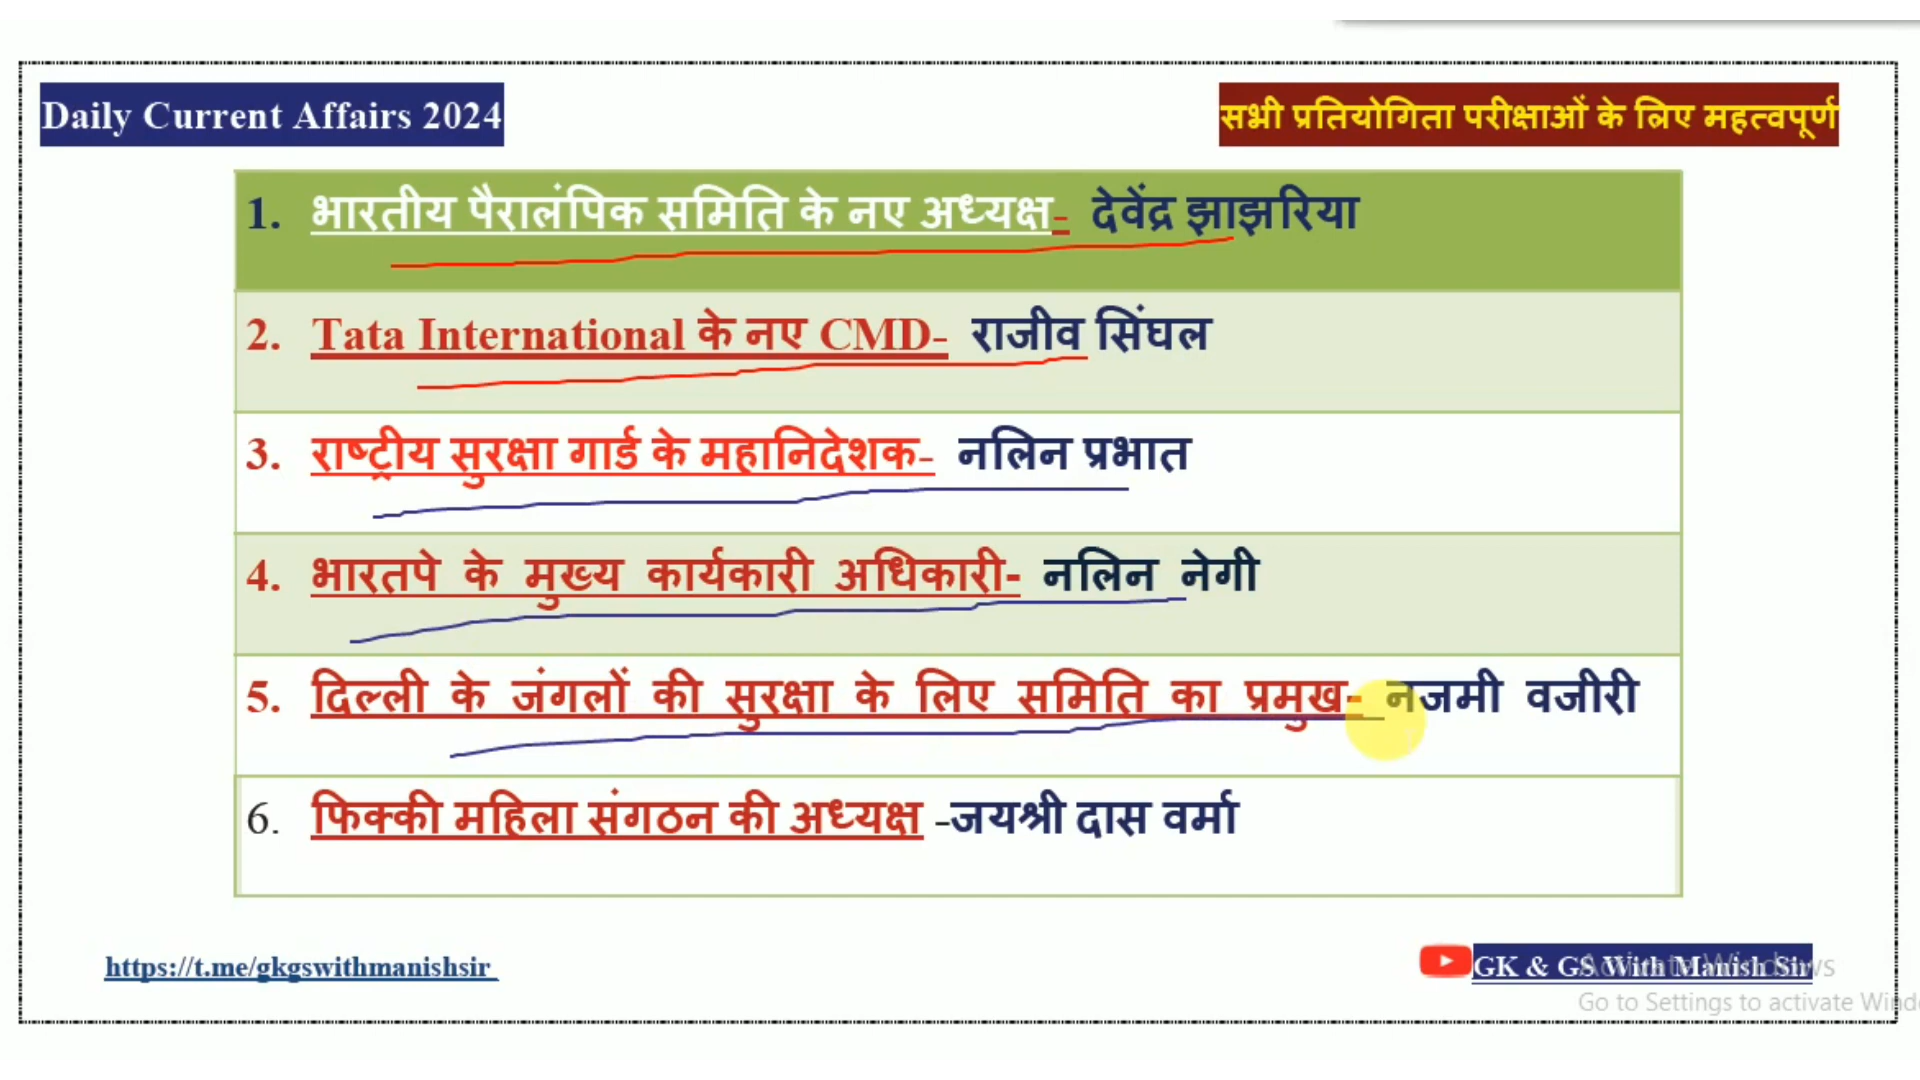 Daily Current Affairs 2024
सभी प्रतियोगिता परीक्षाओं के लिए महत्वपूर्ण
1. भारतीय पैरालंपिक समिति के नए अध्यक्ष- देवेंद्र झाझरिया
2. Tata International के नए CMD- राजीव सिंघल
3. राष्ट्रीय सुरक्षा गार्ड के महानिदेशक- नलिन प्रभात
4. भारतपे के मुख्य कार्यकारी अधिकारी- नलिन नेगी
5. दिल्ली के जंगलों की सुरक्षा के लिए समिति का प्रमुख- नजमी वजीरी
6. फिक्की महिला संगठन की अध्यक्ष -जयश्री दास वर्मा
https://t.me/gkgswithmanishsir
GK & GS With Manish Sir
Activate Windows
Go to Settings to activate Wind